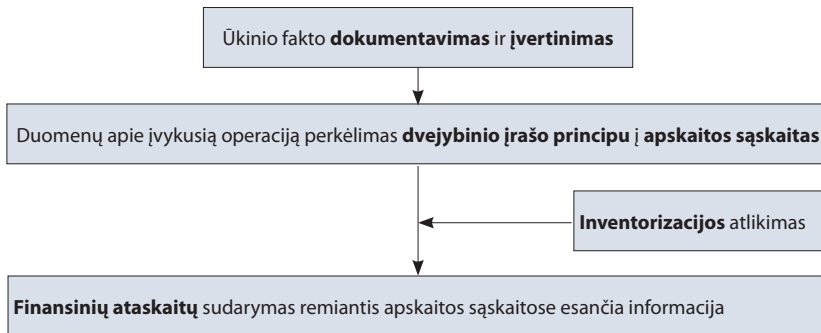 Ūkinio fakto dokumentavimas ir įvertinimas
Duomenų apie įvykusią operaciją perkėlimas dvejybinio įrašo principu į apskaitos sąskaitas
Inventorizacijos atlikimas
Finansinių ataskaitų sudarymas remiantis apskaitos sąskaitose esančia informacija